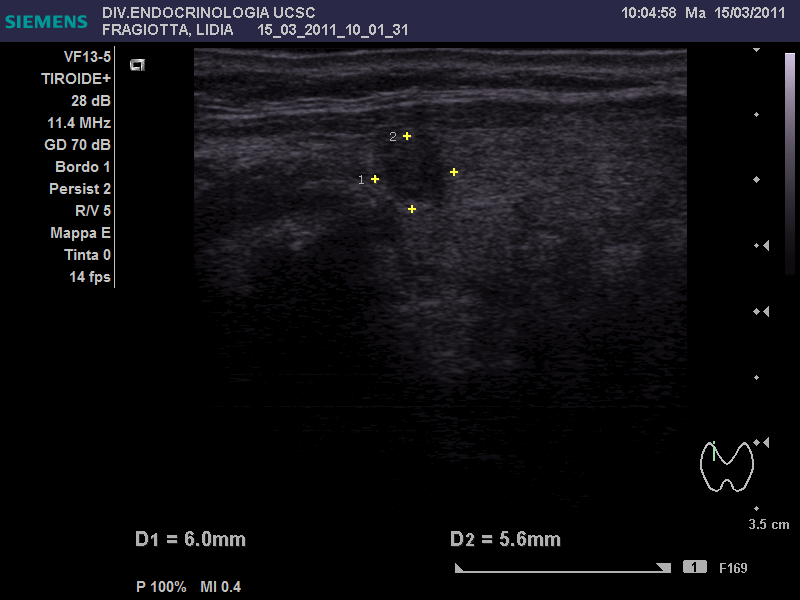 SIEMENS
DIV.ENDOCRINOLOGIA UCSC
FRAGIOTTA, LIDIA 15_03_2011_10_01_31
10:04:58 Ma 15/03/2011
VF13-5
TIROIDE+
28 dB
11.4 MHz
GD 70 dB
Bordo 1
Persist 2
R/V 5
Mappa E
Tinta 0
14 fps
2
1
3.5 cm
D1 = 6.0mm
D2 = 5.6mm
1 F169
P 100% MI 0.4